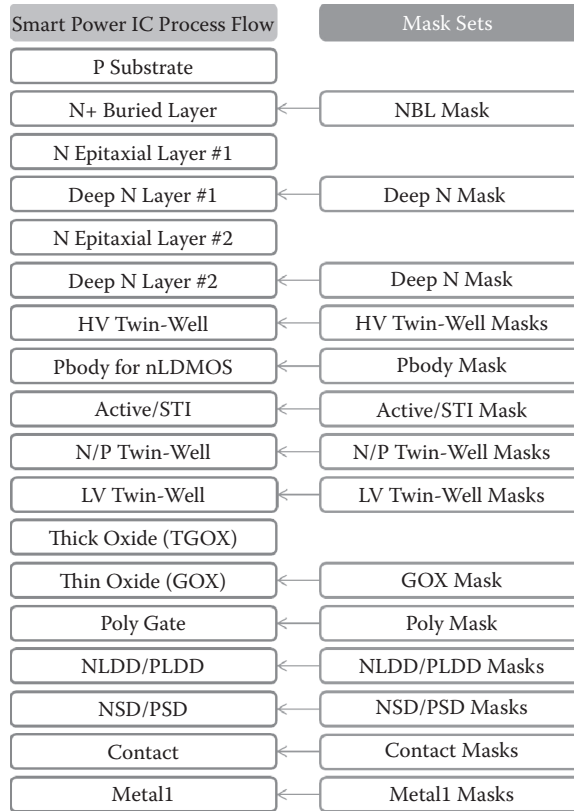 Smart Power IC Process Flow
Mask Sets
P Substrate
N+ Buried Layer
NBL Mask
N Epitaxial Layer #1
Deep N Layer #1
Deep N Mask
N Epitaxial Layer #2
Deep N Layer #2
Deep N Mask
HV Twin-Well
HV Twin-Well Masks
Pbody for nLDMOS
Pbody Mask
Active/STI
Active/STI Mask
N/P Twin-Well
N/P Twin-Well Masks
LV Twin-Well
LV Twin-Well Masks
Thick Oxide (TGOX)
Thin Oxide (GOX)
GOX Mask
Poly Gate
Poly Mask
NLDD/PLDD
NLDD/PLDD Masks
NSD/PSD
NSD/PSD Masks
Contact
Contact Masks
Metal1
Metal1 Masks